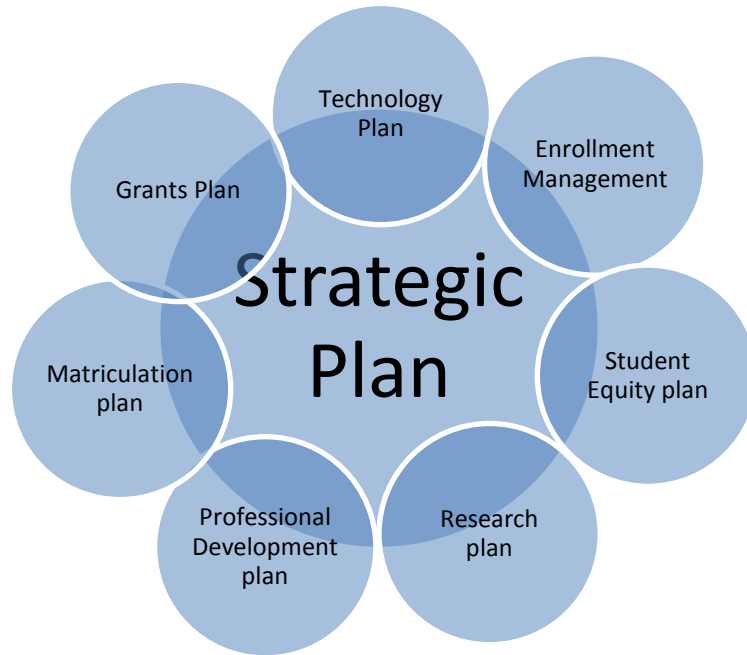 Technology
Plan
Enrollment
Management
Grants Plan
Strategic
Plan
Student
Equity plan
Matriculation
plan
Research
plan
Professional
Development
plan